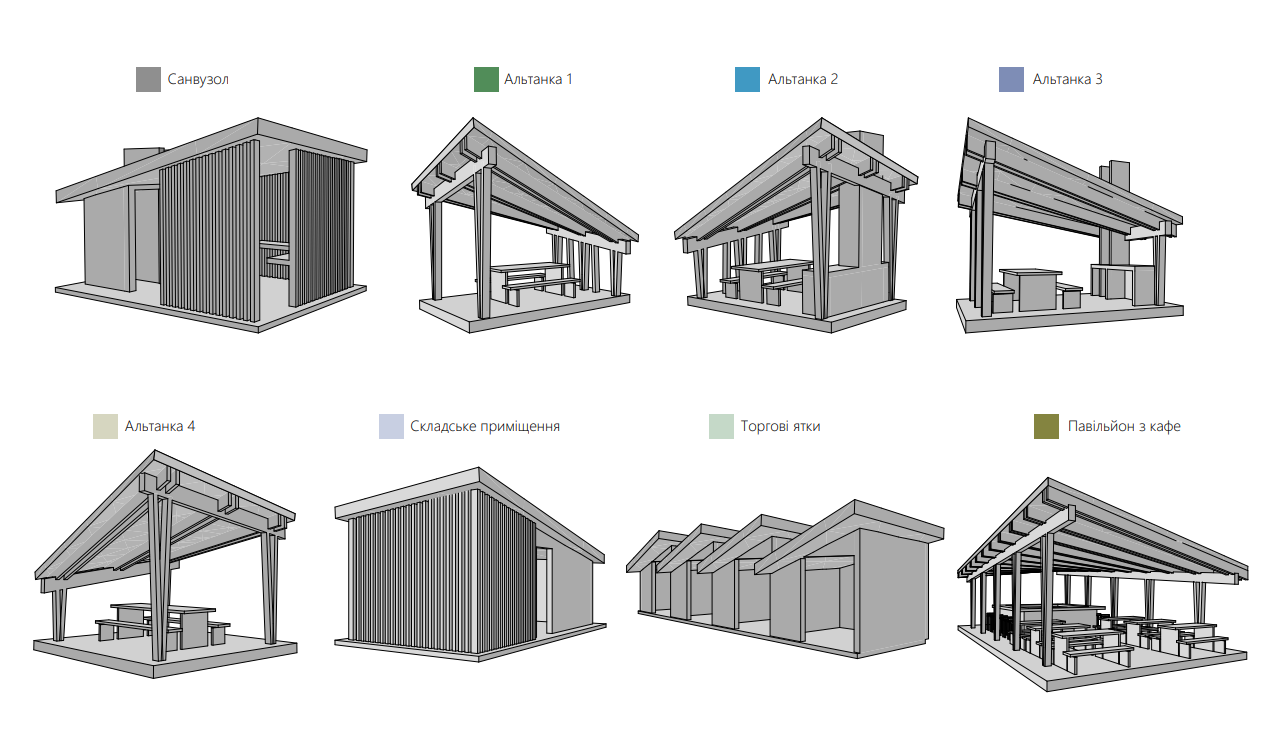 Санвузол
Альтанка 1
Альтанка 2
Альтанка 3
Альтанка 4
Складське приміщення
Торгові ятки
Павільйон з кафе